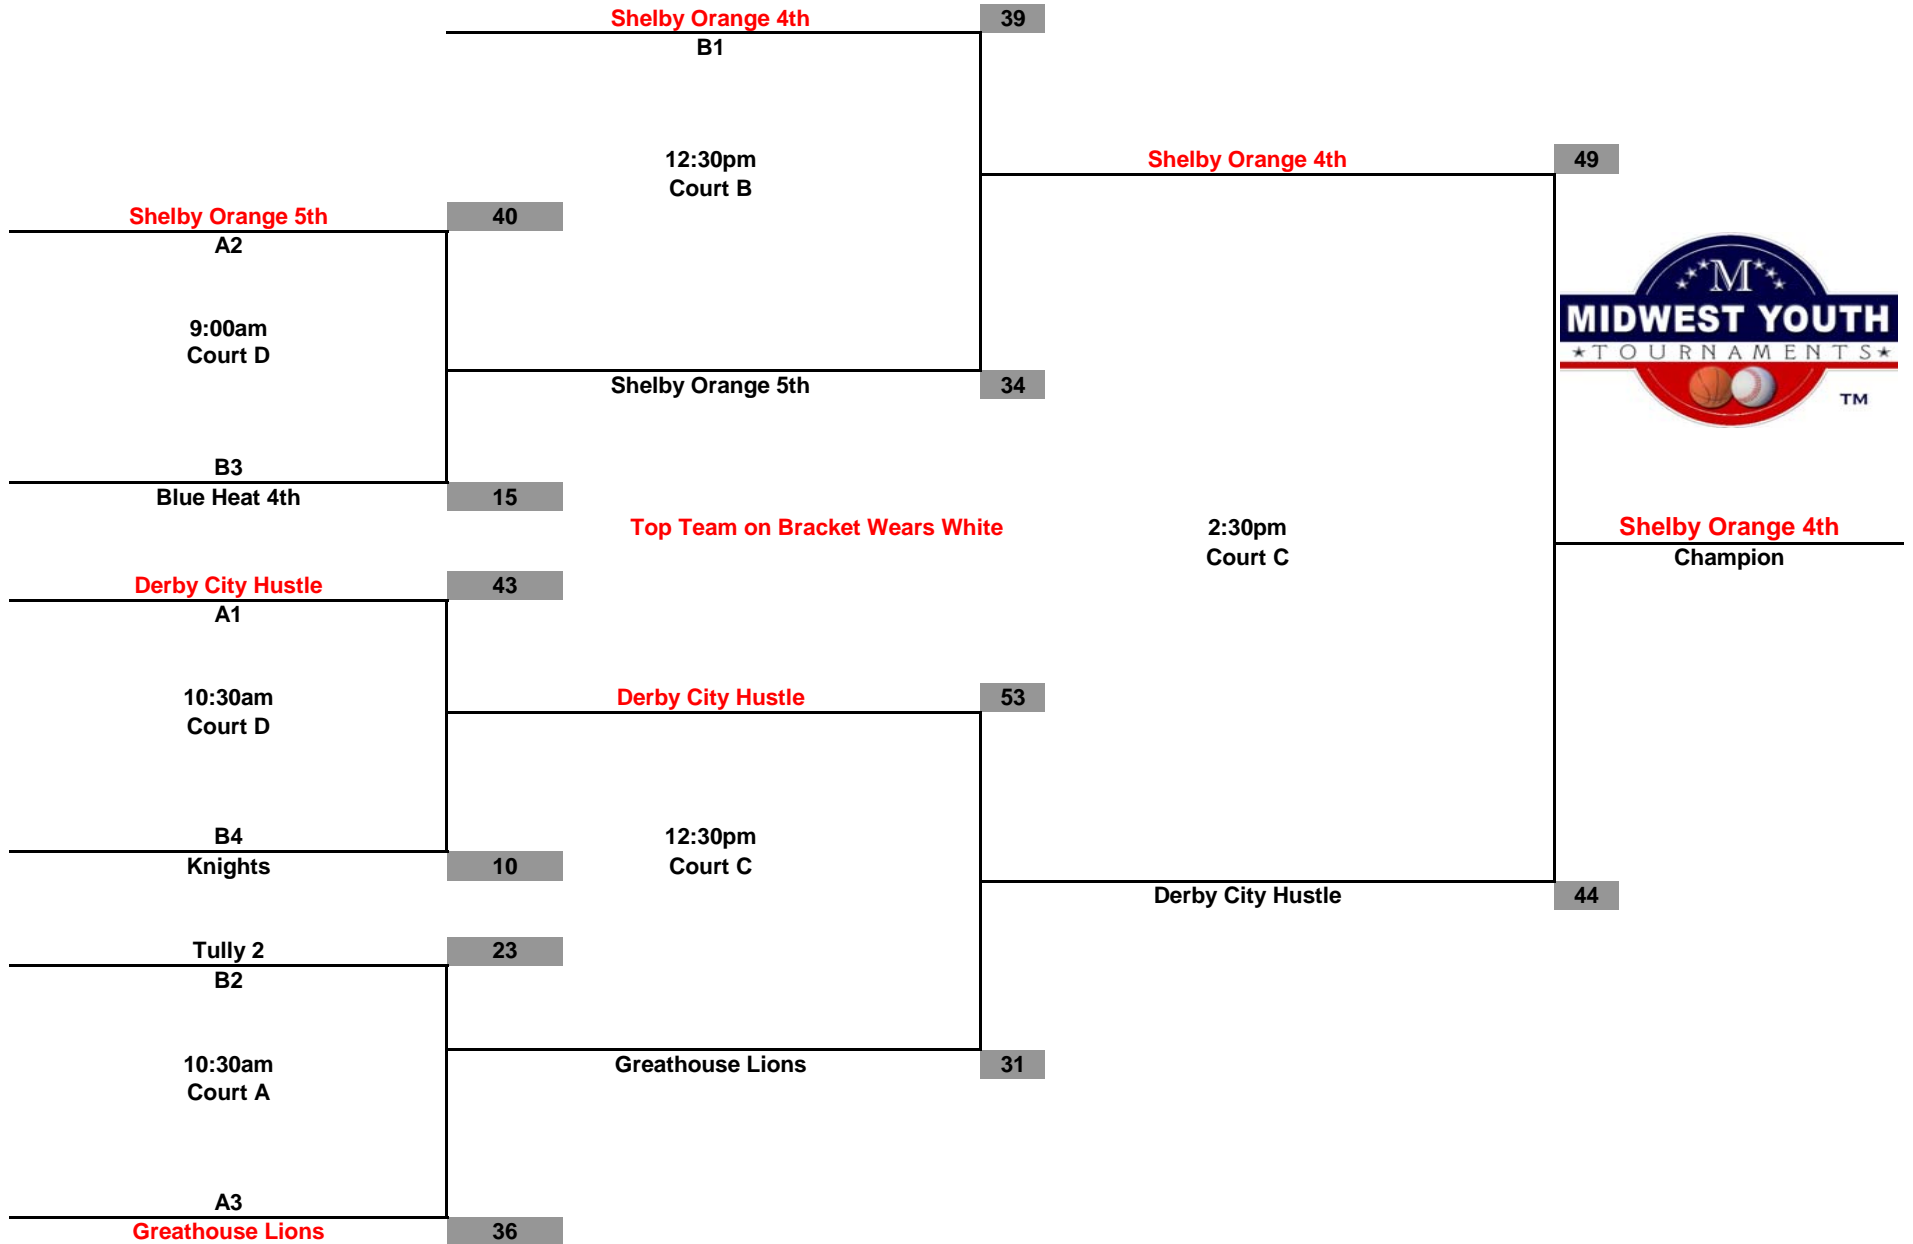 Shelby Orange 4th 39
B1
12:30pm
Court B
Shelby Orange 4th 49
Shelby Orange 5th 40
A2
9:00am
Court D
Shelby Orange 5th 34
B3
Blue Heat 4th 15
M
MIDWEST YOUTH
★TOURNAMENTS★
TM
Top Team on Bracket Wears White
2:30pm
Court C
Shelby Orange 4th
Champion
Derby City Hustle 43
A1
10:30am
Court D
Derby City Hustle 53
B4
Knights 10
12:30pm
Court C
Derby City Hustle 44
Tully 2 23
B2
10:30am
Court A
Greathouse Lions 31
A3
Greathouse Lions 36